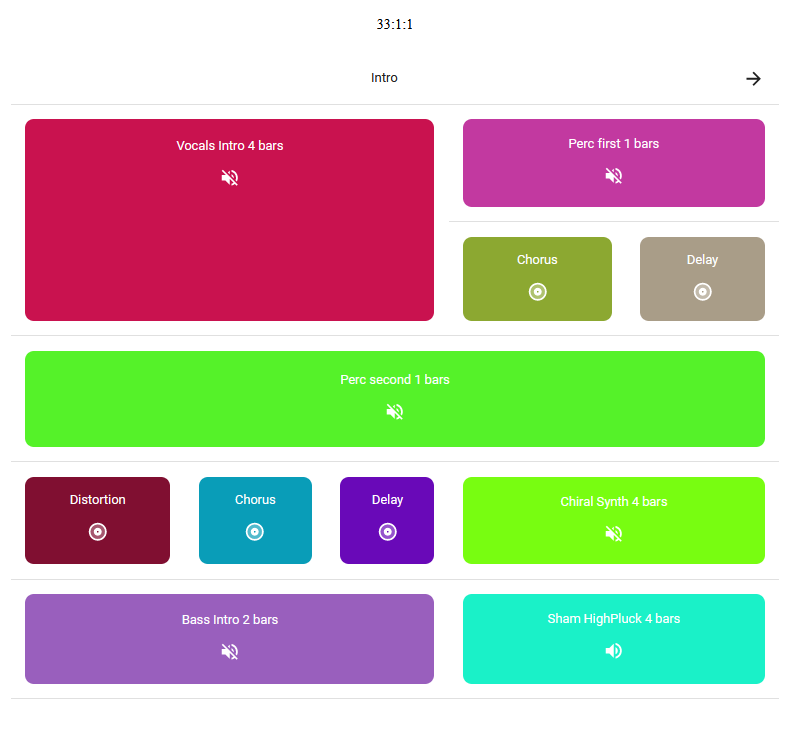 33:1:1
Intro
Vocals Intro 4 bars
Perc first 1 bars
Chorus
Delay
Perc second 1 bars
Distortion
Chorus
Delay
Chiral Synth 4 bars
Bass Intro 2 bars
Sham HighPluck 4 bars